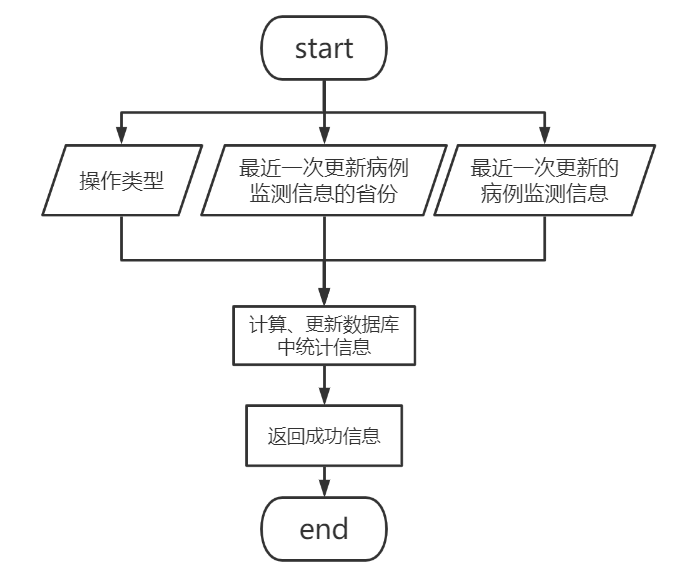 start
操作类型
最近一次更新病例
监测信息的省份
最近一次更新的
病例监测信息
计算、更新数据库
中统计信息
返回成功信息
end